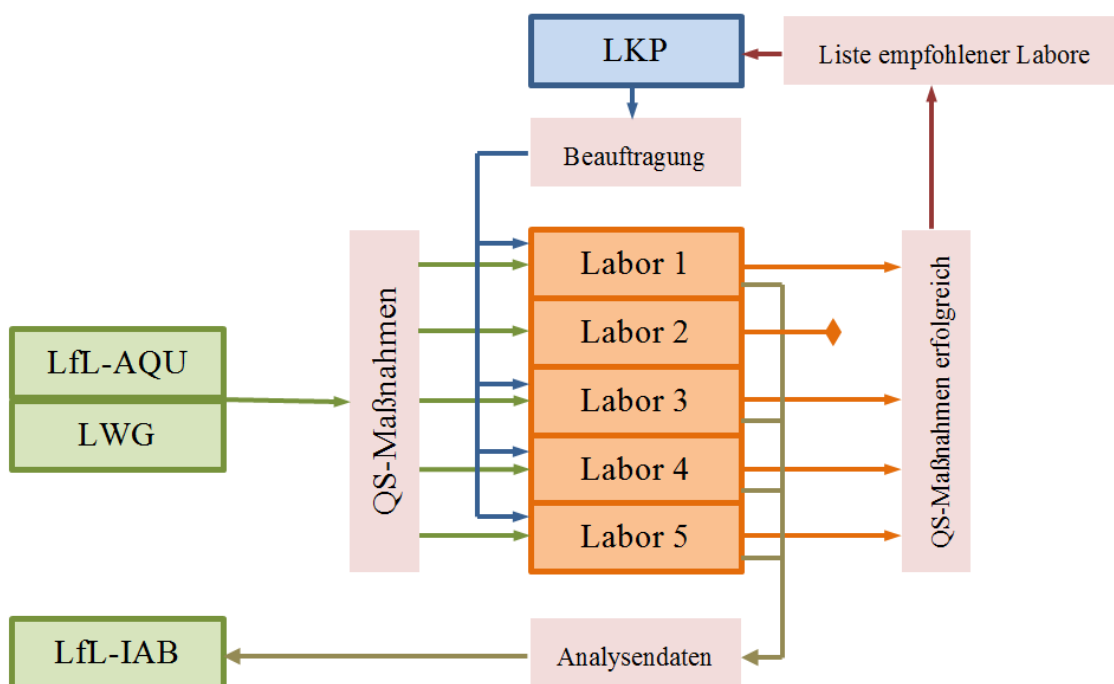 LKP
Liste empfohlener Labore
Beauftragung
QS-Maßnahmen
Labor 1
Labor 2
Labor 3
Labor 4
Labor 5
QS-Maßnahmen erfolgreich
LfL-AQU
LWG
LfL-IAB
Analysendaten